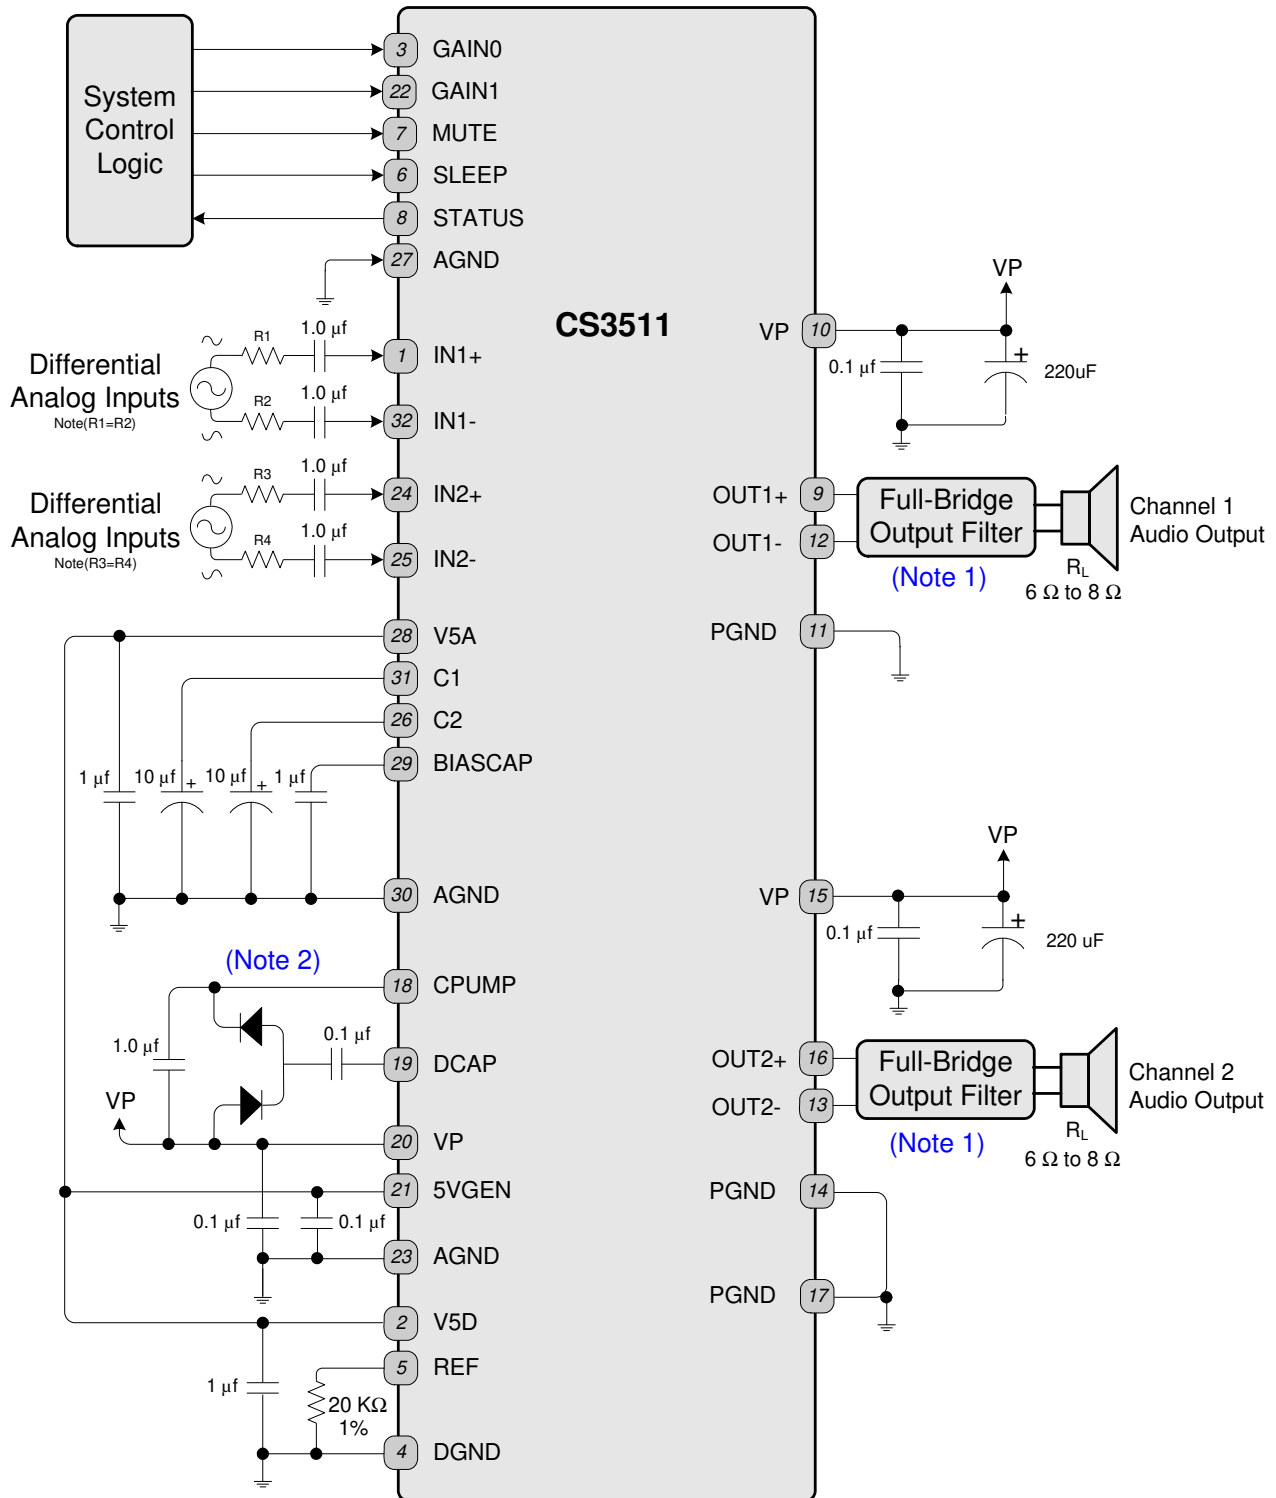 System
Control
Logic
3 GAIN0
22 GAIN1
7 MUTE
6 SLEEP
8 STATUS
27 AGND
CS3511
Differential
Analog Inputs
Note(R1=R2)
R1
1.0 µf
1 IN1+
R2
1.0 µf
32 IN1-
Differential
Analog Inputs
Note(R3=R4)
R3
1.0 µf
24 IN2+
R4
1.0 µf
25 IN2-
28 V5A
31 C1
26 C2
29 BIASCAP
1 µf
10 µf
+
10 µf
+
1 µf
30 AGND
(Note 2)
18 CPUMP
1.0 µf
0.1 µf
19 DCAP
VP
20 VP
21 5VGEN
0.1 µf
0.1 µf
23 AGND
2 V5D
5 REF
1 µf
20 KΩ
1%
4 DGND
VP
VP 10
0.1 µf
+
220uF
OUT1+ 9
OUT1- 12
Full-Bridge
Output Filter
(Note 1)
Channel 1
Audio Output
RL
6 Ω to 8 Ω
PGND 11
VP
VP 15
0.1 µf
+
220 uF
OUT2+ 16
OUT2- 13
Full-Bridge
Output Filter
(Note 1)
Channel 2
Audio Output
RL
6 Ω to 8 Ω
PGND 14
PGND 17